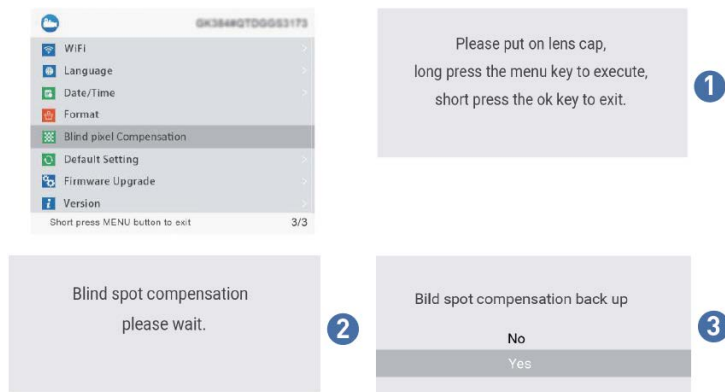 WiFi
Language
Date/Time
Format
Blind pixel Compensation
Default Setting
Firmware Upgrade
Version
Short press MENU button to exit 3/3
Please put on lens cap,
long press the menu key to execute,
short press the ok key to exit.
1
Blind spot compensation
please wait.
2
Bild spot compensation back up
No
Yes
3